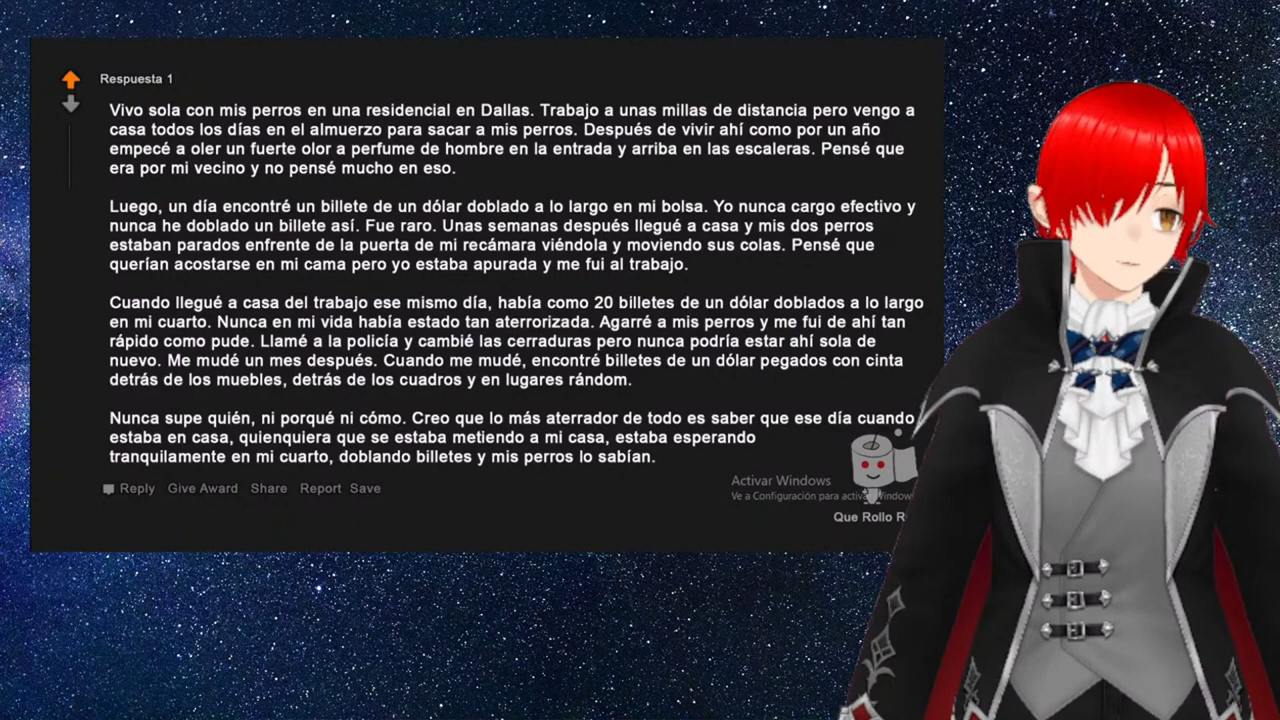 Respuesta 1
Vivo sola con mis perros en una residencial en Dallas. Trabajo a unas millas de distancia pero vengo a
casa todos los días en el almuerzo para sacar a mis perros. Después de vivir ahí como por un año
empecé a oler un fuerte olor a perfume de hombre en la entrada y arriba en las escaleras. Pensé que
era por mi vecino y no pensé mucho en eso.
Luego, un día encontré un billete de un dólar doblado a lo largo en mi bolsa. Yo nunca cargo efectivo y
nunca he doblado un billete así. Fue raro. Unas semanas después llegué a casa y mis dos perros
estaban parados enfrente de la puerta de mi recámara viéndola y moviendo sus colas. Pensé que
querían acostarse en mi cama pero yo estaba apurada y me fui al trabajo.
Cuando llegué a casa del trabajo ese mismo día, había como 20 billetes de un dólar doblados a lo largo
en mi cuarto. Nunca en mi vida había estado tan aterrorizada. Agarré a mis perros y me fui de ahí tan
rápido como pude. Llamé a la policía y cambié las cerraduras pero nunca podría estar ahí sola de
nuevo. Me mudé un mes después. Cuando me mudé, encontré billetes de un dólar pegados con cinta
detrás de los muebles, detrás de los cuadros y en lugares rándom.
Nunca supe quién, ni porqué ni cómo. Creo que lo más aterrador de todo es saber que ese día cuando
estaba en casa, quienquiera que se estaba metiendo a mi casa, estaba esperando
tranquilamente en mi cuarto, doblando billetes y mis perros lo sabían.
Activar Windows
Ve a Configuración para activar Windows
Reply Give Award Share Report Save
Que Rollo R